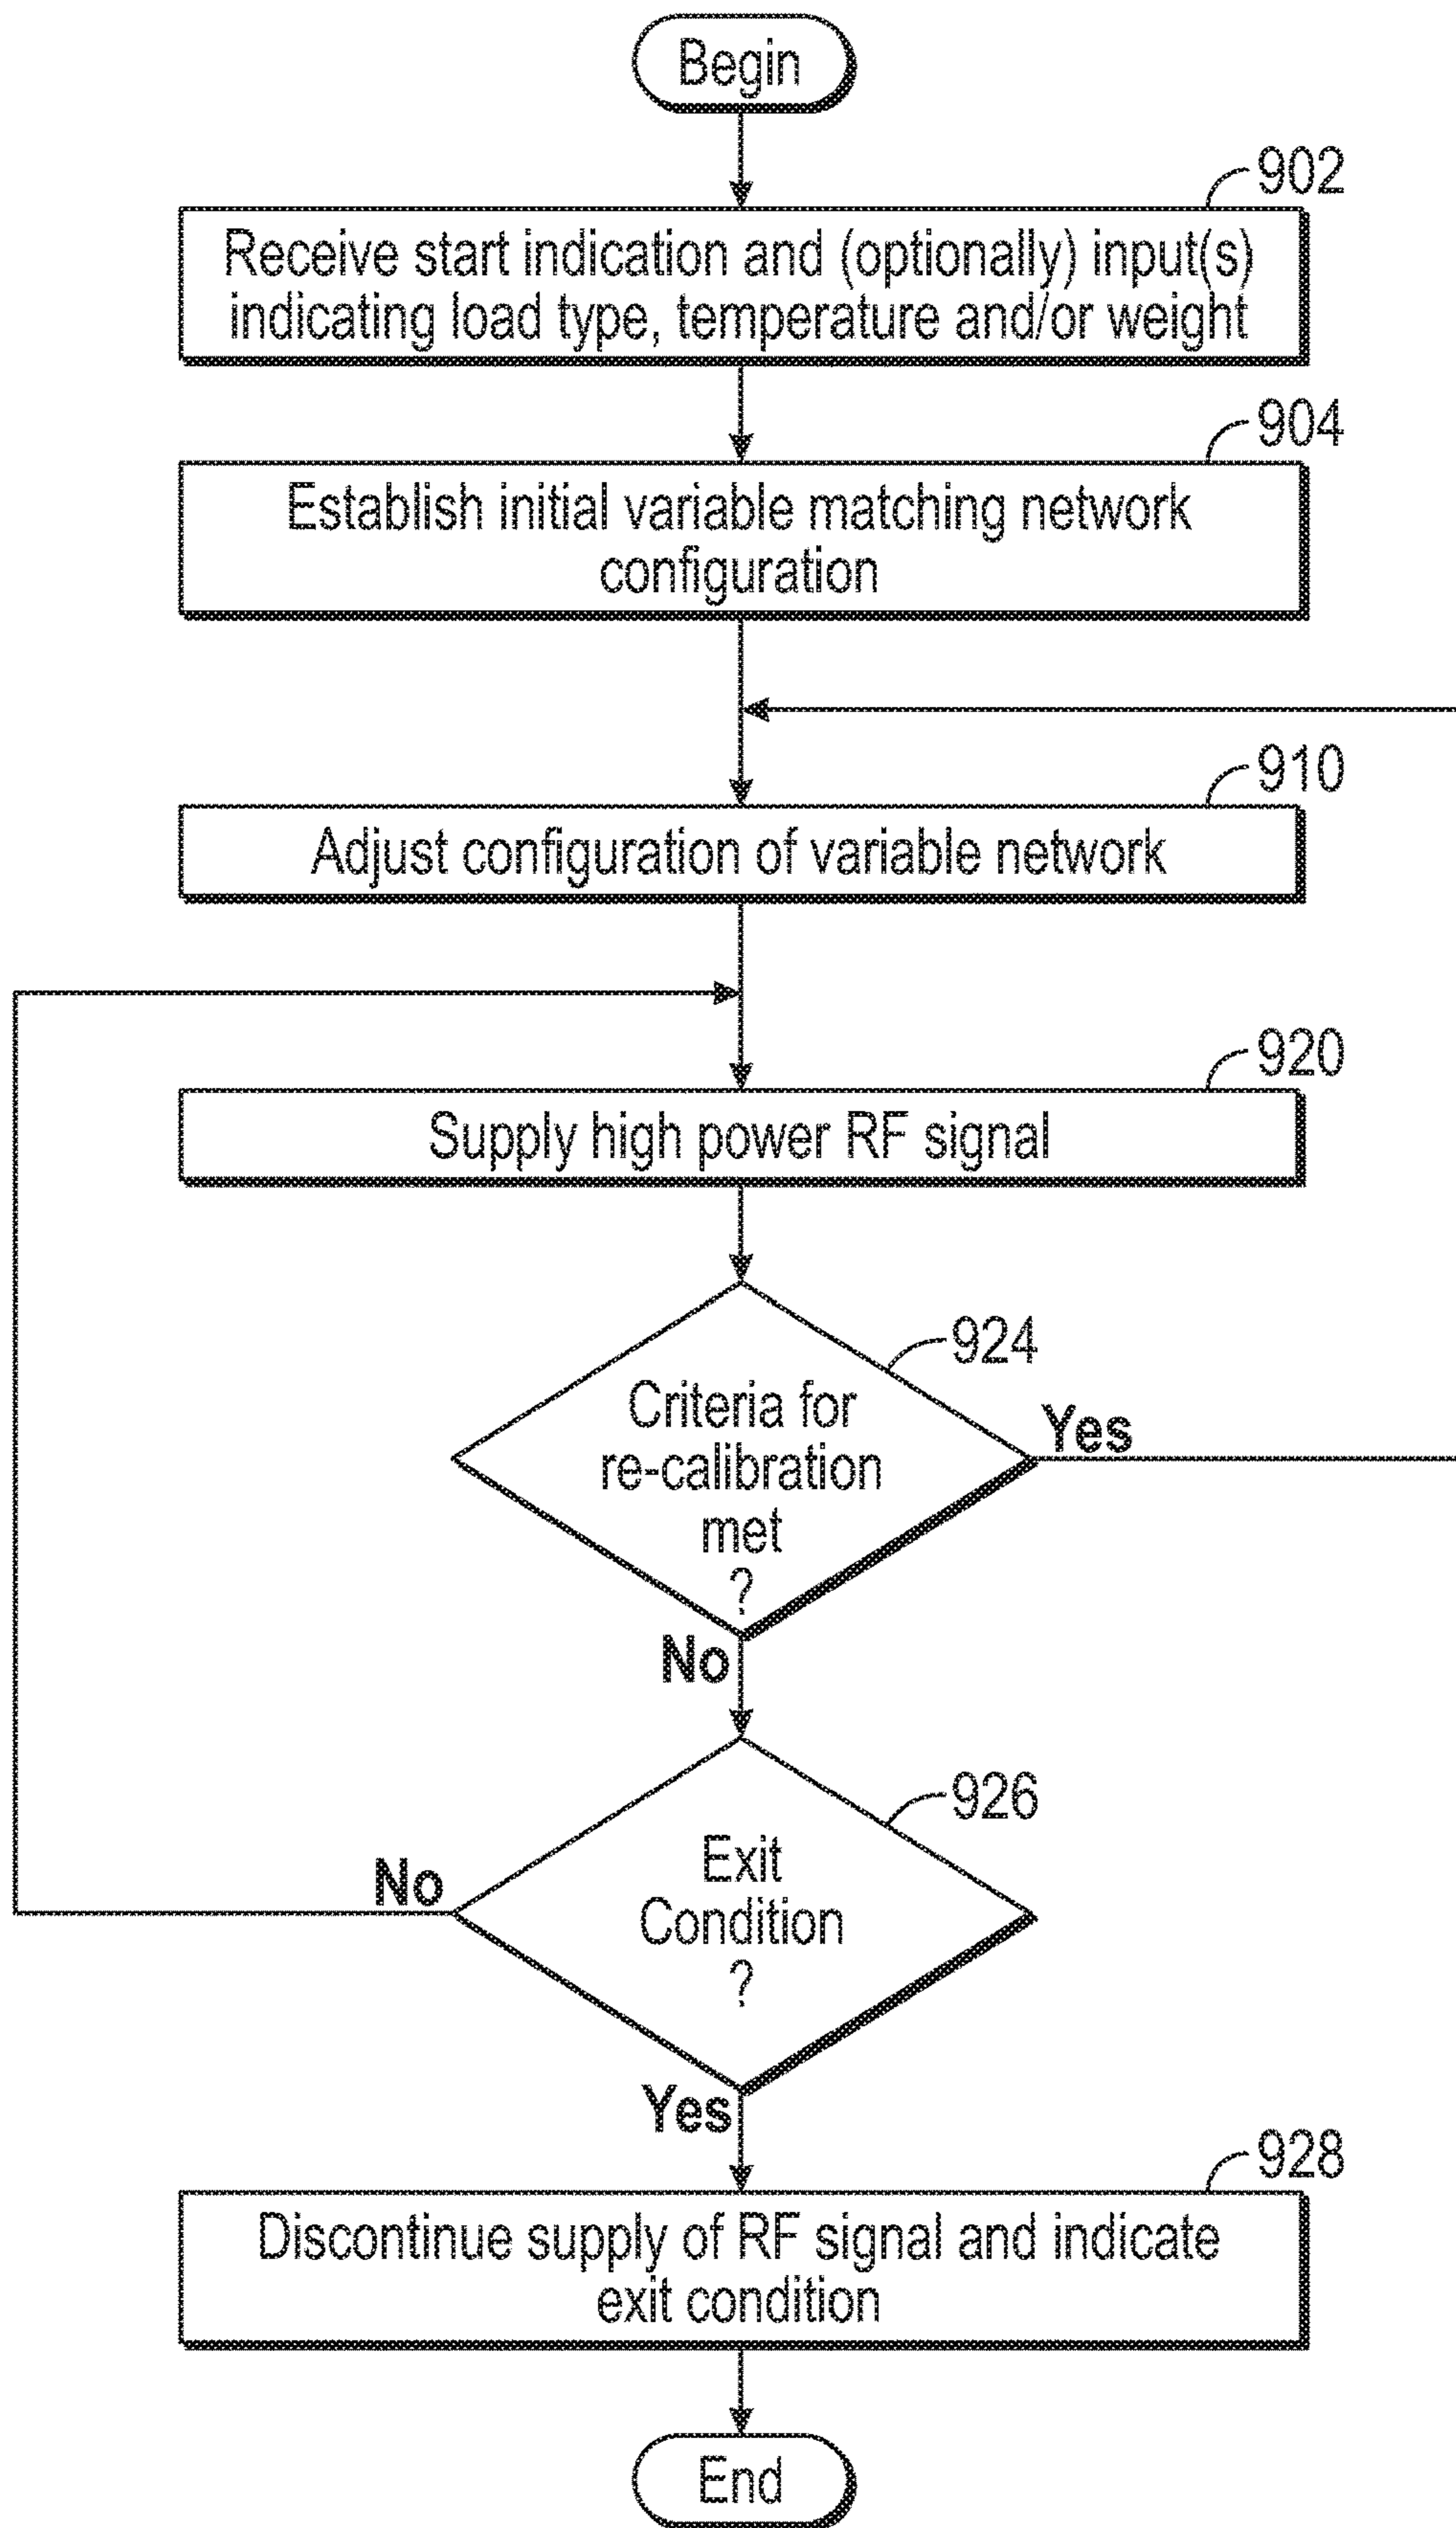 Begin
902
Receive start indication and (optionally) input(s)
indicating load type, temperature and/or weight
904
Establish initial variable matching network
configuration
910
Adjust configuration of variable network
920
Supply high power RF signal
924
Criteria for
re-calibration
met
?
Yes
No
926
Exit
Condition
?
No
Yes
928
Discontinue supply of RF signal and indicate
exit condition
End